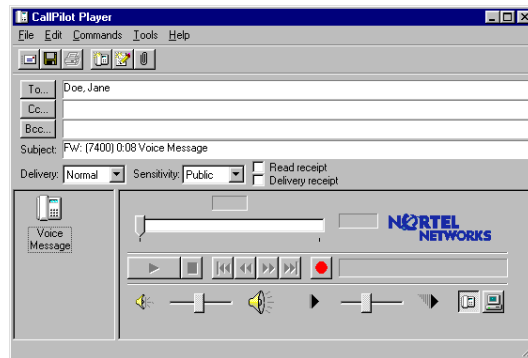 CallPilot Player
File Edit Commands Tools Help
To... Doe, Jane
Cc...
Bcc...
Subject: FW: (7400) 0:08 Voice Message
Delivery: Normal Sensitivity: Public Read receipt
Delivery receipt
Voice
Message
NORTEL
NETWORKS